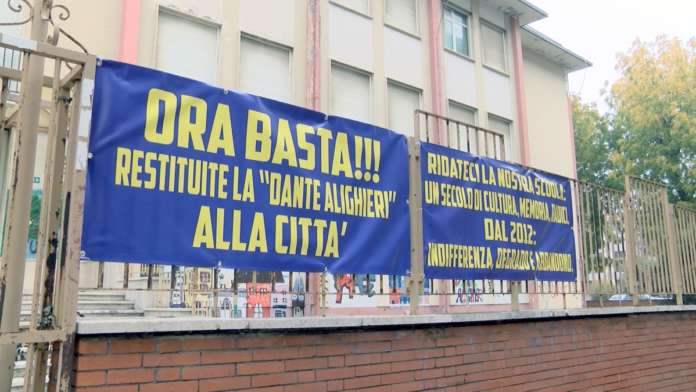 ORA BASTA!!!
RESTITUITE LA "DANTE ALIGHIERI"
ALLA CITTA'
RIDATECI LA NOSTRA SCUOLA:
UN SECOLO DI CULTURA, MEMORIA, RADICI.
DAL 2012:
INDIFFERENZA, DEGRADO E ABBANDONO.